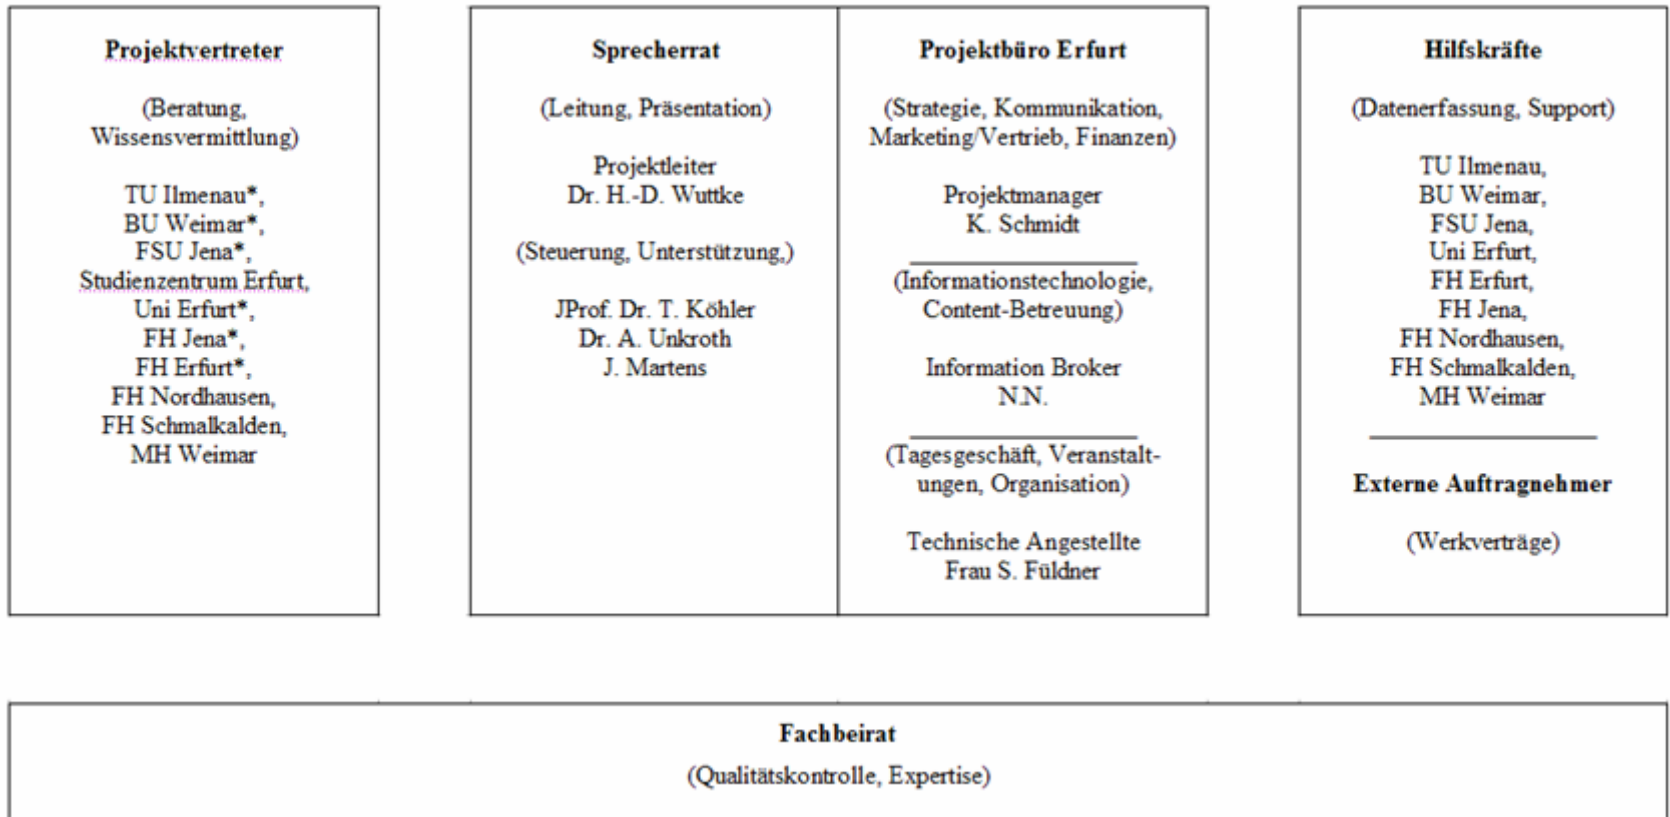 Projektvertreter
(Beratung,
Wissensvermittlung)
TU Ilmenau*,
BU Weimar*,
FSU Jena*,
Studienzentrum Erfurt,
Uni Erfurt*,
FH Jena*,
FH Erfurt*,
FH Nordhausen,
FH Schmalkalden,
MH Weimar
Sprecherrat
(Leitung, Präsentation)
Projektleiter
Dr. H.-D. Wuttke
(Steuerung, Unterstützung,)
JProf. Dr. T. Köhler
Dr. A. Unkroth
J. Martens
Projektbüro Erfurt
(Strategie, Kommunikation,
Marketing/Vertrieb, Finanzen)
Projektmanager
K. Schmidt
(Informationstechnologie,
Content-Betreuung)
Information Broker
N.N.
(Tagesgeschäft, Veranstalt-
ungen, Organisation)
Technische Angestellte
Frau S. Füldner
Hilfskräfte
(Datenerfassung, Support)
TU Ilmenau,
BU Weimar,
FSU Jena,
Uni Erfurt,
FH Erfurt,
FH Jena,
FH Nordhausen,
FH Schmalkalden,
MH Weimar
Externe Auftragnehmer
(Werkverträge)
Fachbeirat
(Qualitätskontrolle, Expertise)